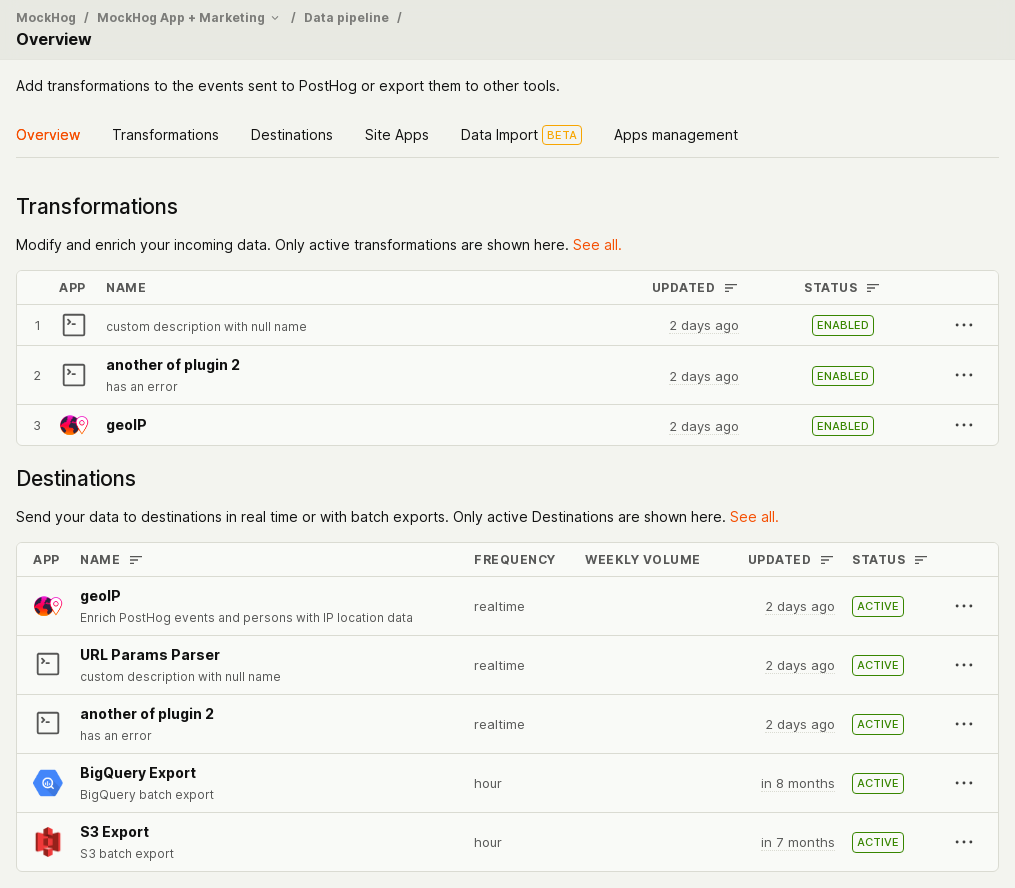 MockHog / MockHog App + Marketing / Data pipeline /
Overview
Add transformations to the events sent to PostHog or export them to other tools.
Overview Transformations Destinations Site Apps Data Import BETA Apps management
Transformations
Modify and enrich your incoming data. Only active transformations are shown here. See all.
APP NAME UPDATED STATUS
1 custom description with null name 2 days ago ENABLED
another of plugin 2
2 has an error 2 days ago ENABLED
3 geoIP 2 days ago ENABLED
Destinations
Send your data to destinations in real time or with batch exports. Only active Destinations are shown here. See all.
APP NAME FREQUENCY WEEKLY VOLUME UPDATED STATUS
geoIP
Enrich PostHog events and persons with IP location data realtime 2 days ago ACTIVE
URL Params Parser
custom description with null name realtime 2 days ago ACTIVE
another of plugin 2
has an error realtime 2 days ago ACTIVE
BigQuery Export
BigQuery batch export hour in 8 months ACTIVE
S3 Export
S3 batch export hour in 7 months ACTIVE